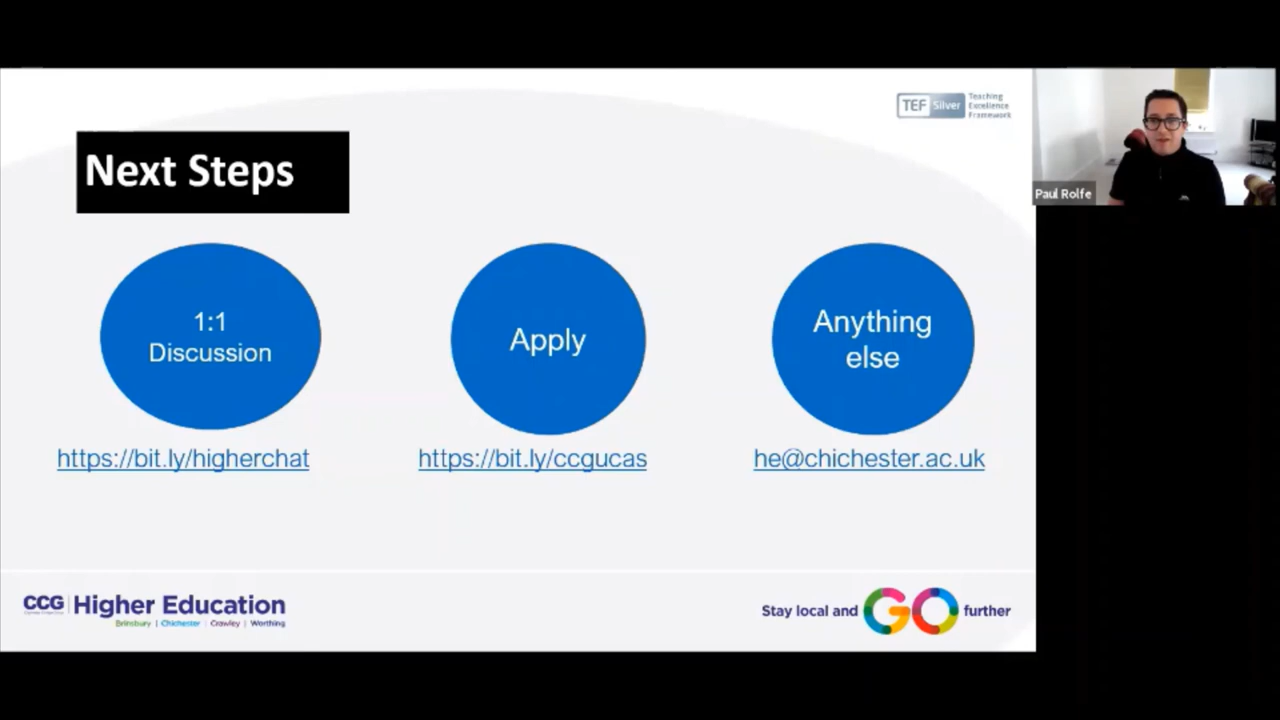 TEF Silver
Teaching
Excellence
Framework
Paul Rolfe
Next Steps
1:1
Discussion
Apply
Anything
else
https://bit.ly/higherchat
https://bit.ly/ccgucas
he@chichester.ac.uk
CCG Higher Education
Brinsbury | Chichester | Crawley | Worthing
Stay local and GO further